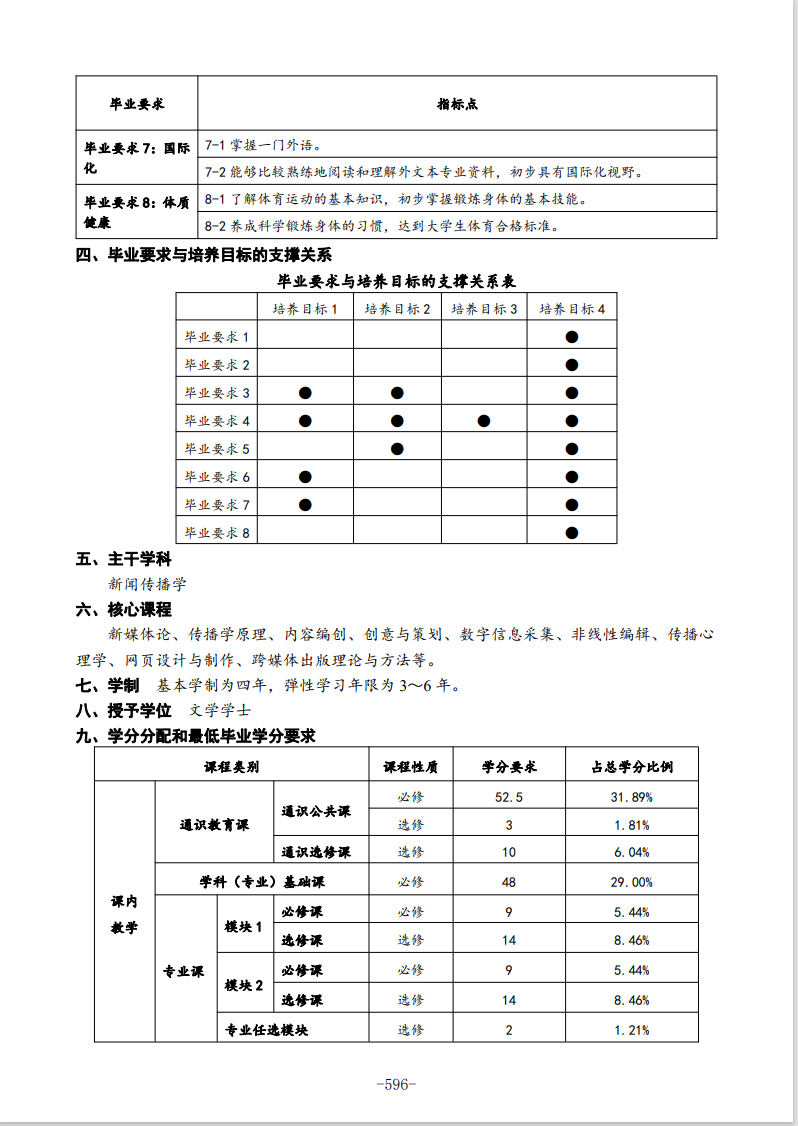 毕业要求 指标点
毕业要求 7：国际化 7-1 掌握一门外语。
7-2 能够比较熟练地阅读和理解外文本专业资料，初步具有国际化视野。
毕业要求 8：体质健康 8-1 了解体育运动的基本知识，初步掌握锻炼身体的基本技能。
8-2 养成科学锻炼身体的习惯，达到大学生体育合格标准。
四、毕业要求与培养目标的支撑关系
毕业要求与培养目标的支撑关系表
培养目标 1 培养目标 2 培养目标 3 培养目标 4
毕业要求 1 ●
毕业要求 2 ●
毕业要求 3 ● ● ●
毕业要求 4 ● ● ● ●
毕业要求 5 ● ●
毕业要求 6 ● ●
毕业要求 7 ● ●
毕业要求 8 ●
五、主干学科
新闻传播学
六、核心课程
新媒体论、传播学原理、内容编创、创意与策划、数字信息采集、非线性编辑、传播心
理学、网页设计与制作、跨媒体出版理论与方法等。
七、学制 基本学制为四年，弹性学习年限为 3～6 年。
八、授予学位 文学学士
九、学分分配和最低毕业学分要求
课程类别 课程性质 学分要求 占总学分比例
课内教学 通识教育课 通识公共课 必修 52.5 31.89%
选修 3 1.81%
通识选修课 选修 10 6.04%
学科（专业）基础课 必修 48 29.00%
专业课 模块 1 必修课 必修 9 5.44%
选修课 选修 14 8.46%
模块 2 必修课 必修 9 5.44%
选修课 选修 14 8.46%
专业任选模块 选修 2 1.21%
-596-